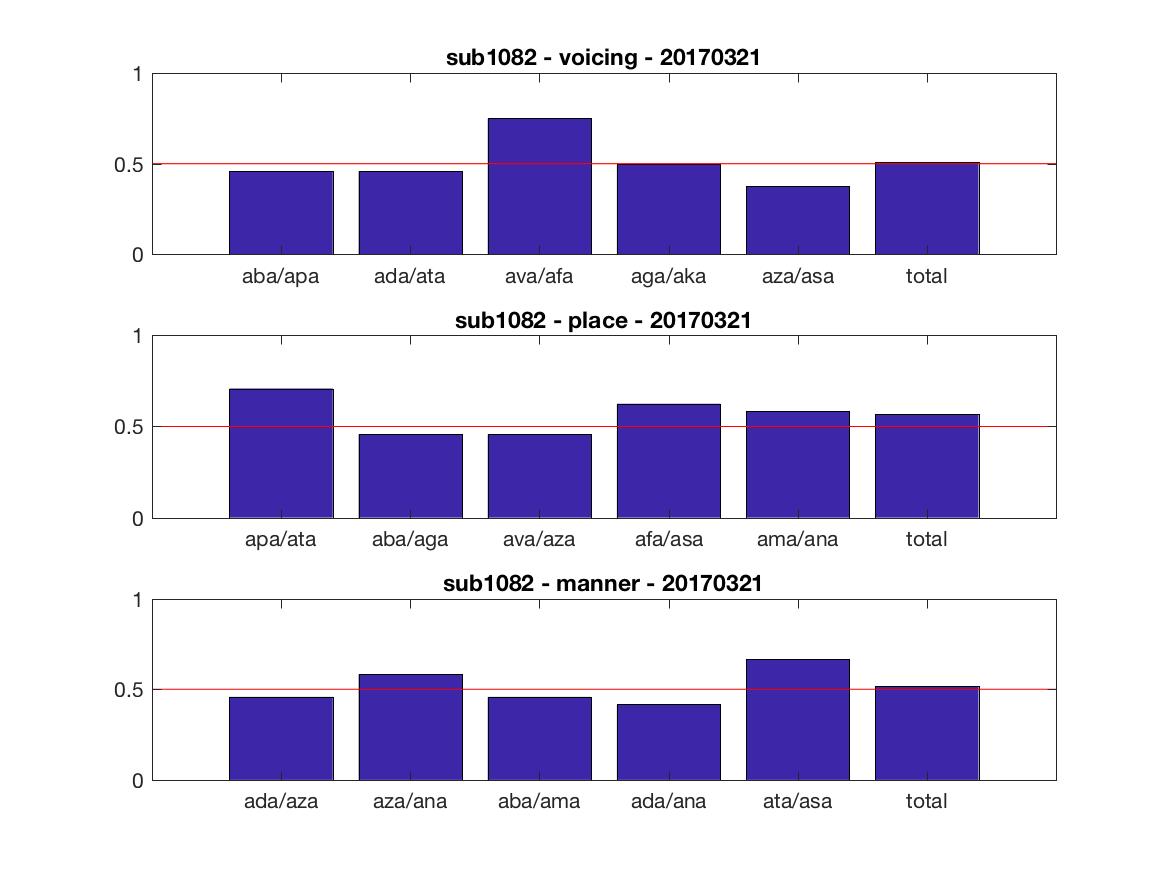 sub1082 - voicing - 20170321
1
0.5
0
aba/apa ada/ata ava/afa aga/aka aza/asa total
sub1082 - place - 20170321
1
0.5
0
apa/ata aba/aga ava/aza afa/asa ama/ana total
sub1082 - manner - 20170321
1
0.5
0
ada/aza aza/ana aba/ama ada/ana ata/asa total